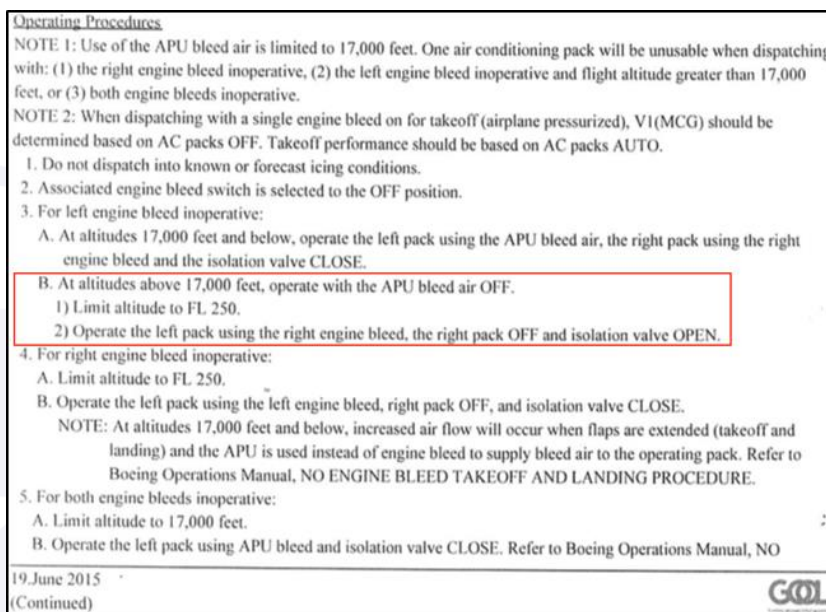 Operating Procedures
NOTE 1: Use of the APU bleed air is limited to 17,000 feet. One air conditioning pack will be unusable when dispatching
with: (1) the right engine bleed inoperative, (2) the left engine bleed inoperative and flight altitude greater than 17,000
feet, or (3) both engine bleeds inoperative.
NOTE 2: When dispatching with a single engine bleed on for takeoff (airplane pressurized), V1(MCG) should be
determined based on AC packs OFF. Takeoff performance should be based on AC packs AUTO.
1. Do not dispatch into known or forecast icing conditions.
2. Associated engine bleed switch is selected to the OFF position.
3. For left engine bleed inoperative:
A. At altitudes 17,000 feet and below, operate the left pack using the APU bleed air, the right pack using the right
engine bleed and the isolation valve CLOSE.
B. At altitudes above 17,000 feet, operate with the APU bleed air OFF.
1) Limit altitude to FL 250.
2) Operate the left pack using the right engine bleed, the right pack OFF and isolation valve OPEN.
4. For right engine bleed inoperative:
A. Limit altitude to FL 250.
B. Operate the left pack using the left engine bleed, right pack OFF, and isolation valve CLOSE.
NOTE: At altitudes 17,000 feet and below, increased air flow will occur when flaps are extended (takeoff and
landing) and the APU is used instead of engine bleed to supply bleed air to the operating pack. Refer to
Boeing Operations Manual, NO ENGINE BLEED TAKEOFF AND LANDING PROCEDURE.
5. For both engine bleeds inoperative:
A. Limit altitude to 17,000 feet.
B. Operate the left pack using APU bleed and isolation valve CLOSE. Refer to Boeing Operations Manual, NO
19.June 2015
(Continued)
GOL